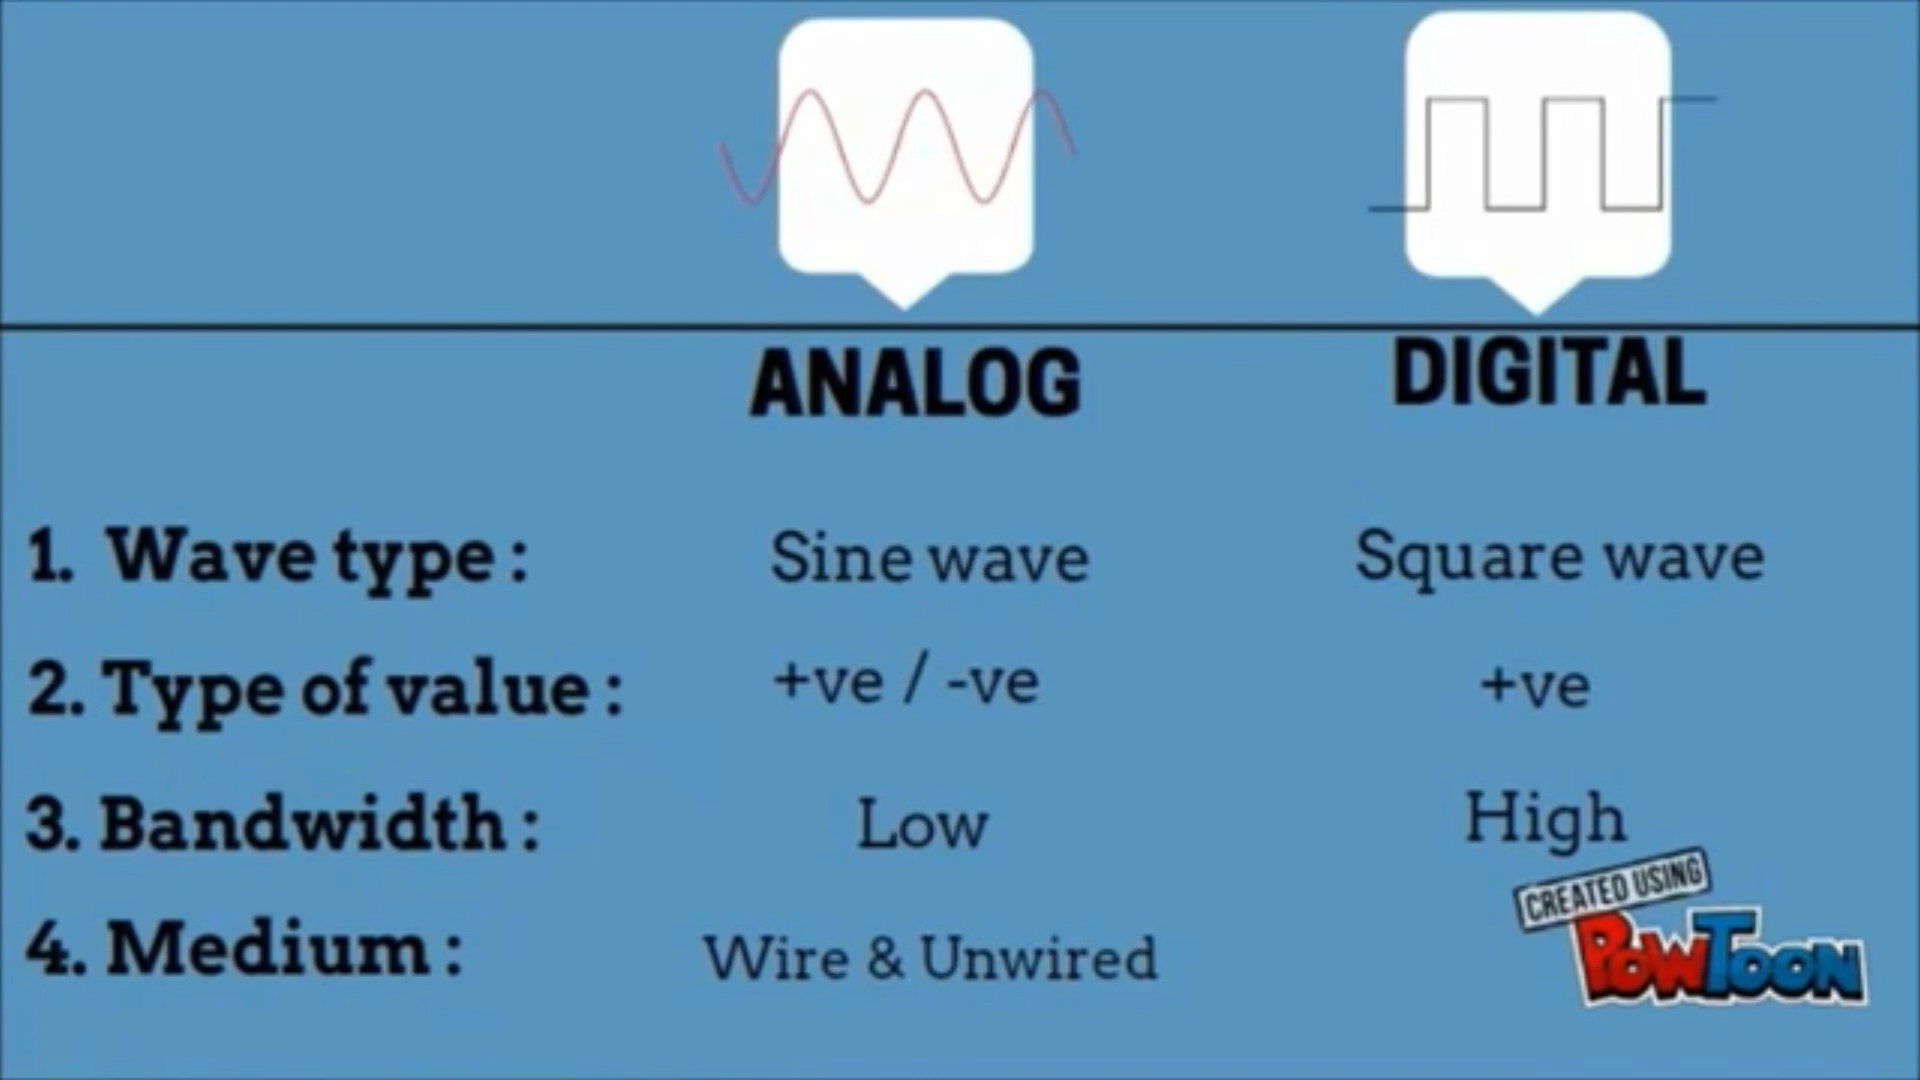 ANALOG DIGITAL
1. Wave type : Sine wave Square wave
2. Type of value : +ve / -ve +ve
3. Bandwidth : Low High
4. Medium : Wire & Unwired
CREATED USING
POWTOON